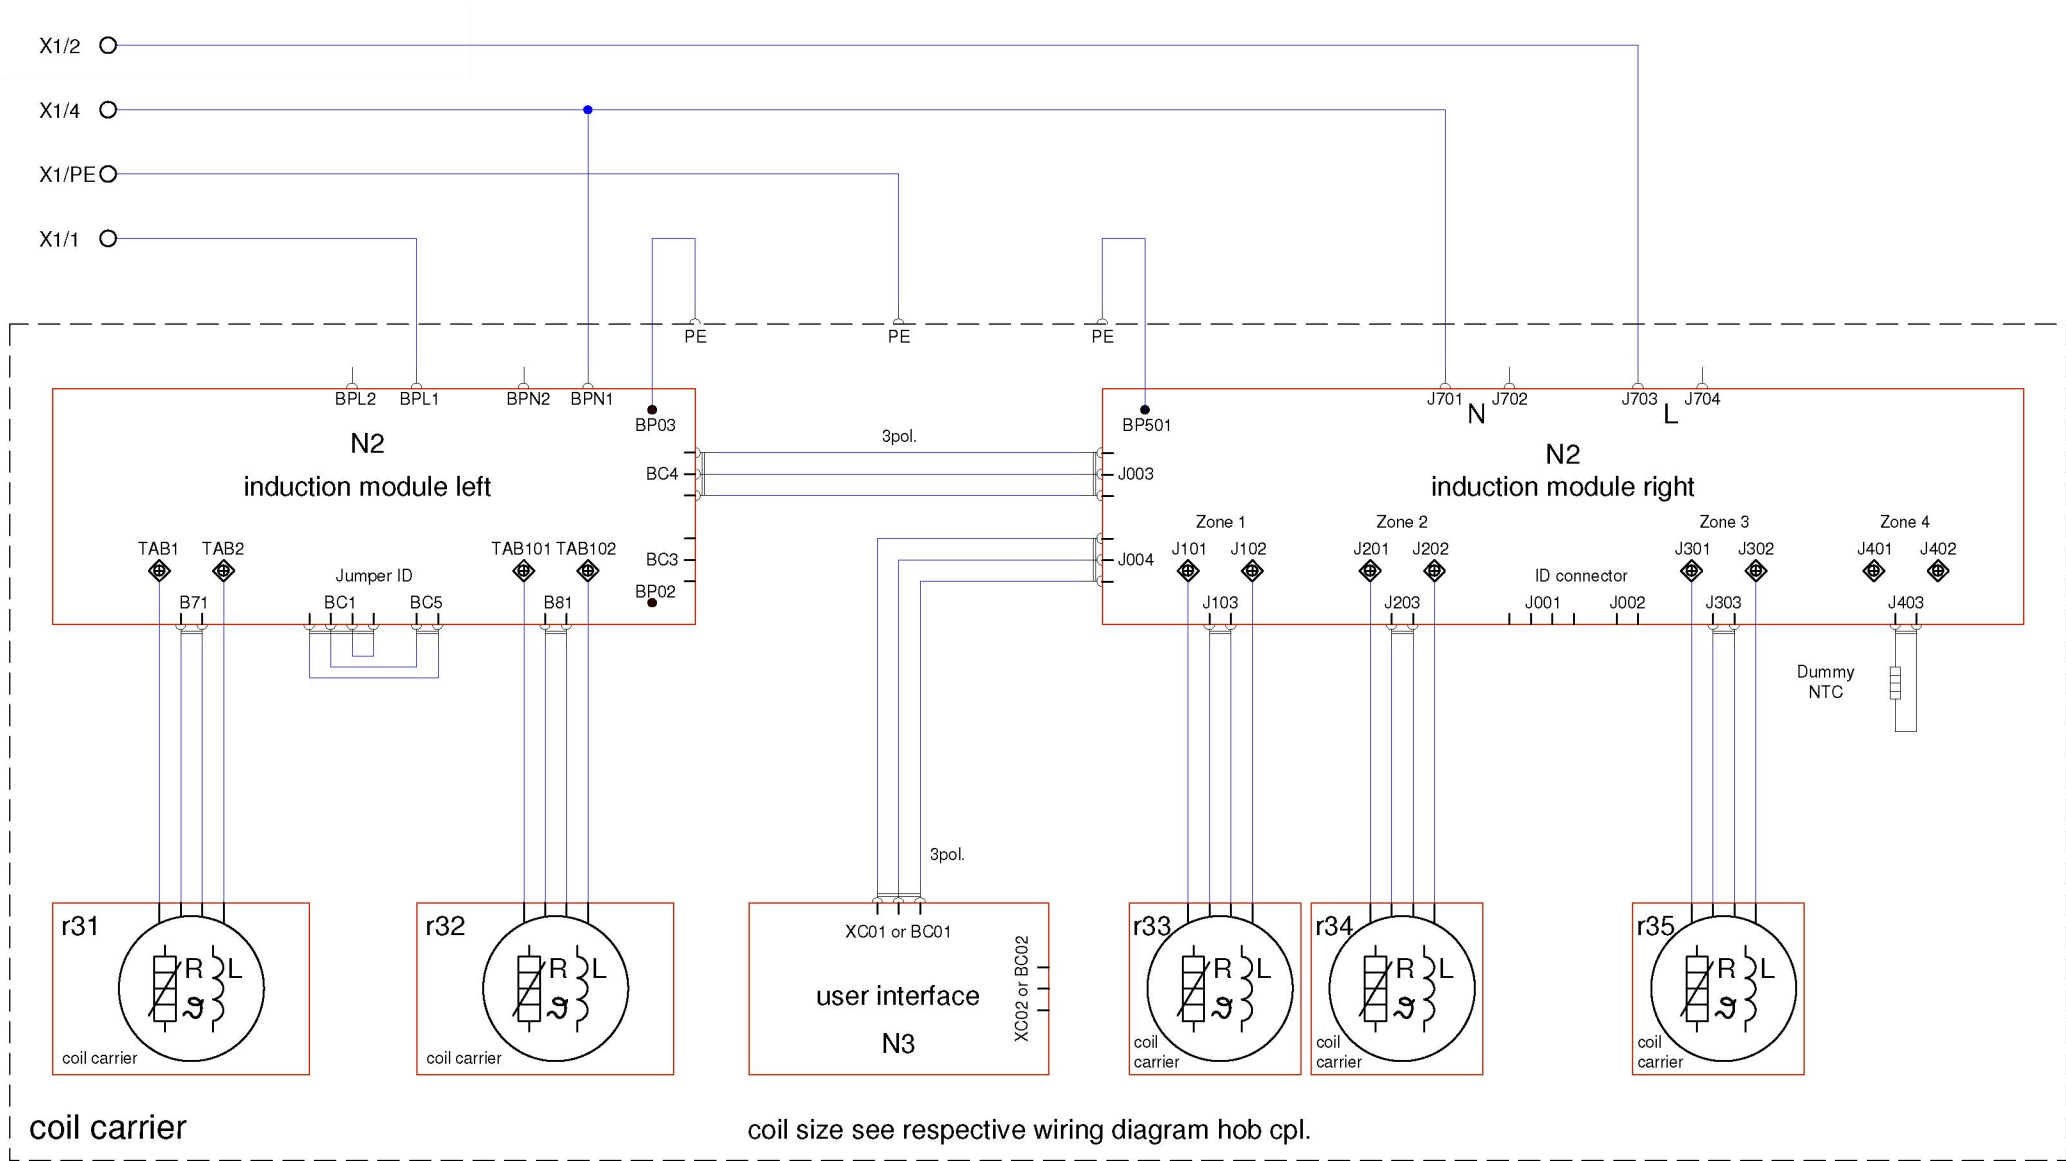 X1/2
X1/4
X1/PE
X1/1
PE PE PE
BPL2 BPL1 BPN2 BPN1 J701 J702 J703 J704
N L
BP03 BP501
3pol.
N2
induction module left
N2
induction module right
BC4 J003
Zone 1 Zone 2 Zone 3 Zone 4
TAB1 TAB2 TAB101 TAB102
J101 J102 J201 J202 J301 J302 J401 J402
BC3 J004
Jumper ID
ID connector
BP02
B71 BC1 BC5 B81
J103 J203 J001 J002 J303 J403
Dummy
NTC
3pol.
r31
R L
ϑ
coil carrier
r32
R L
ϑ
coil carrier
XC01 or BC01
XC02 or BC02
user interface
N3
r33
R L
ϑ
coil
carrier
r34
R L
ϑ
coil
carrier
r35
R L
ϑ
coil
carrier
coil carrier
coil size see respective wiring diagram hob cpl.